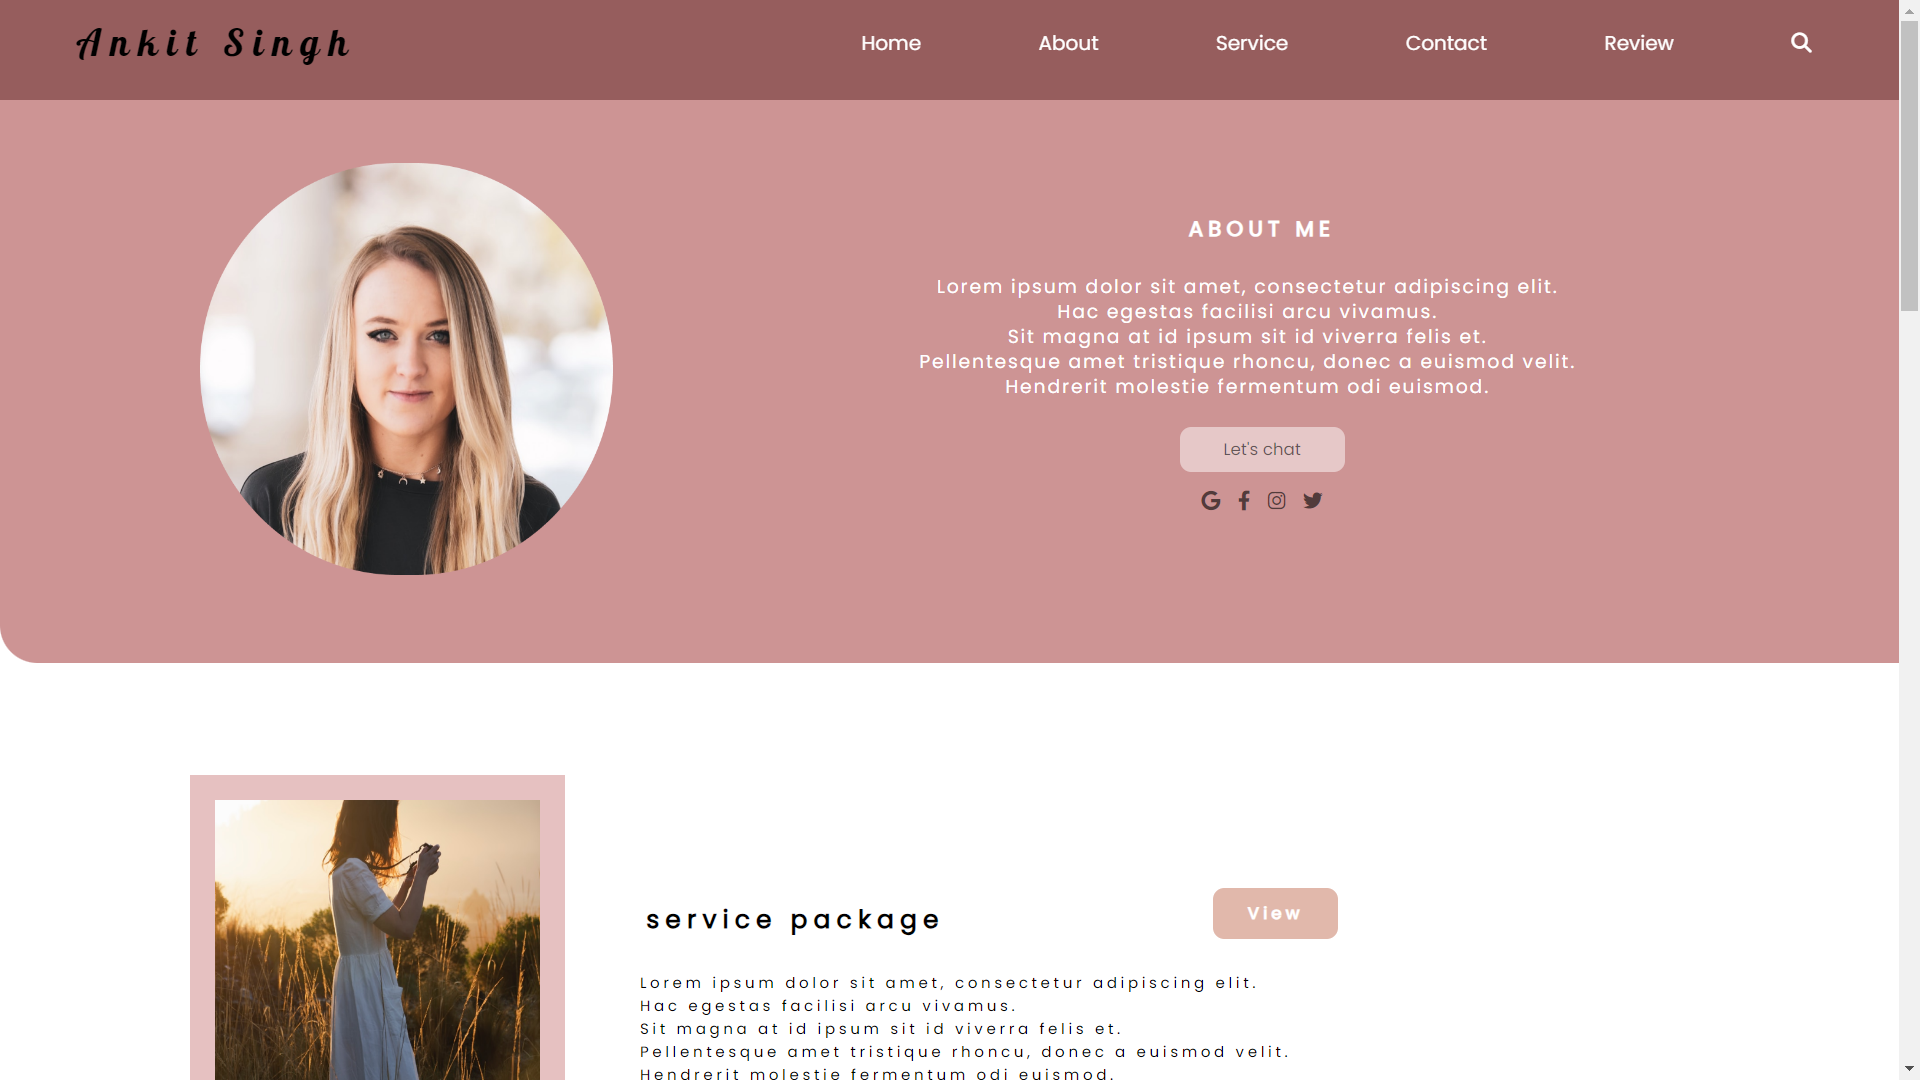 Ankit Singh
Home About Service Contact Review
ABOUT ME
Lorem ipsum dolor sit amet, consectetur adipiscing elit.
Hac egestas facilisi arcu vivamus.
Sit magna at id ipsum sit id viverra felis et.
Pellentesque amet tristique rhoncu, donec a euismod velit.
Hendrerit molestie fermentum odi euismod.
Let's chat
service package
View
Lorem ipsum dolor sit amet, consectetur adipiscing elit.
Hac egestas facilisi arcu vivamus.
Sit magna at id ipsum sit id viverra felis et.
Pellentesque amet tristique rhoncu, donec a euismod velit.
Hendrerit molestie fermentum odi euismod.